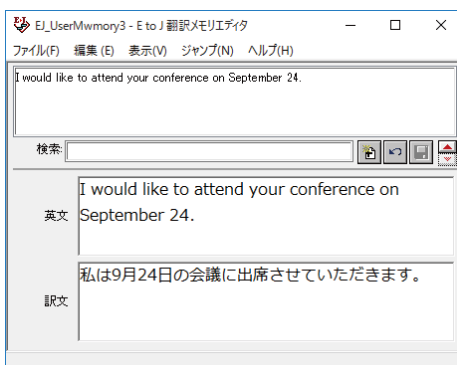 EJ_UserMwmory3 - E to J 翻訳メモリエディタ
ファイル(F) 編集(E) 表示(V) ジャンプ(N) ヘルプ(H)
I would like to attend your conference on September 24.
検索:
英文
I would like to attend your conference on
September 24.
訳文
私は9月24日の会議に出席させていただきます。